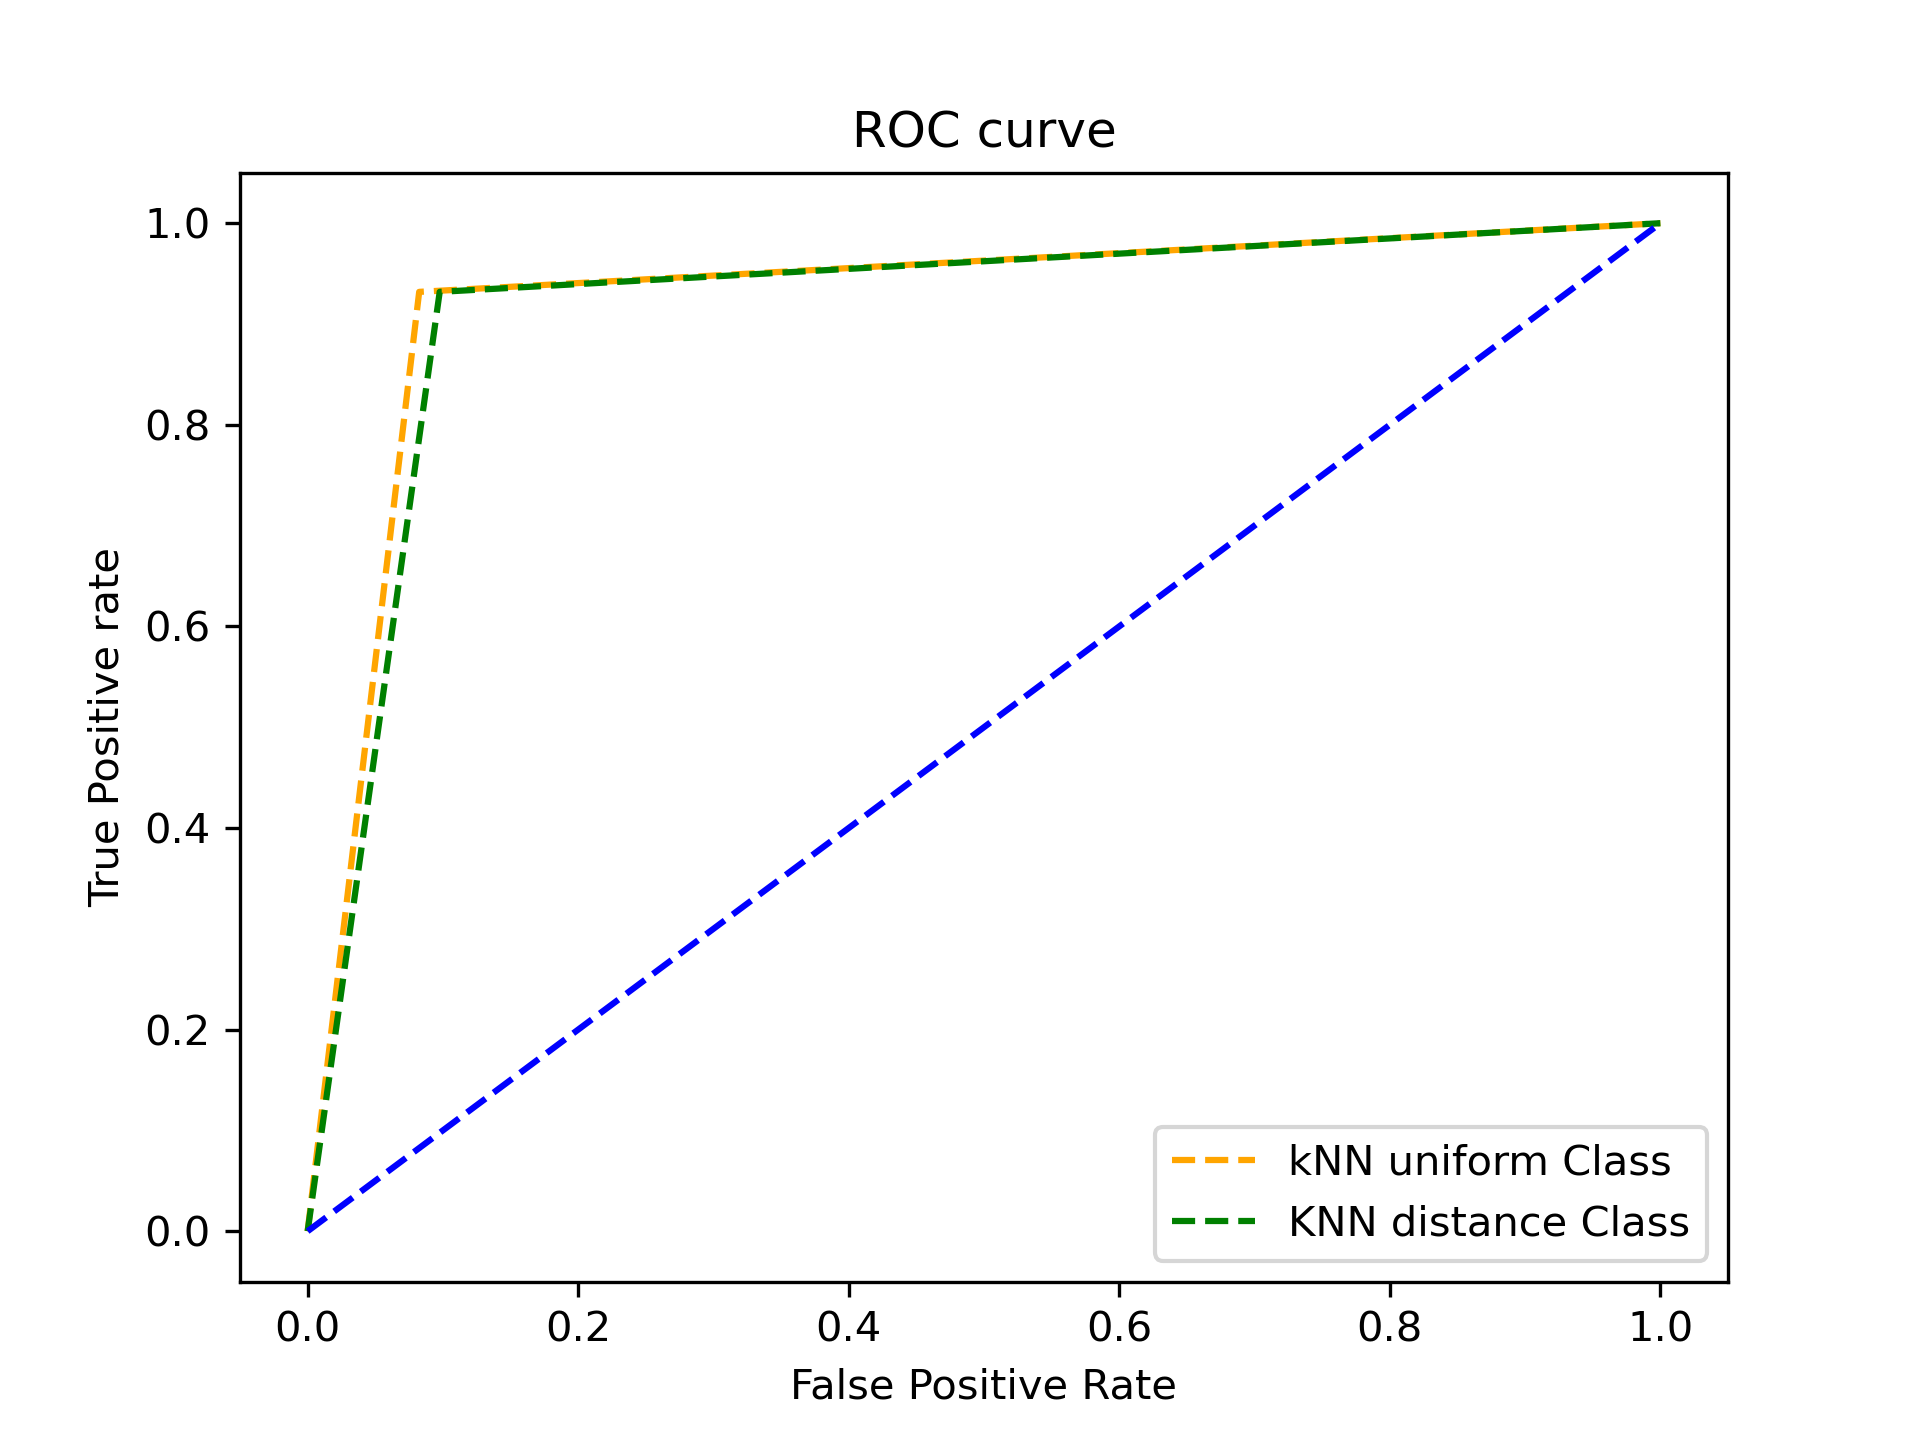 ROC curve
True Positive rate
1.0
0.8
0.6
0.4
0.2
0.0
kNN uniform Class
KNN distance Class
0.0 0.2 0.4 0.6 0.8 1.0
False Positive Rate